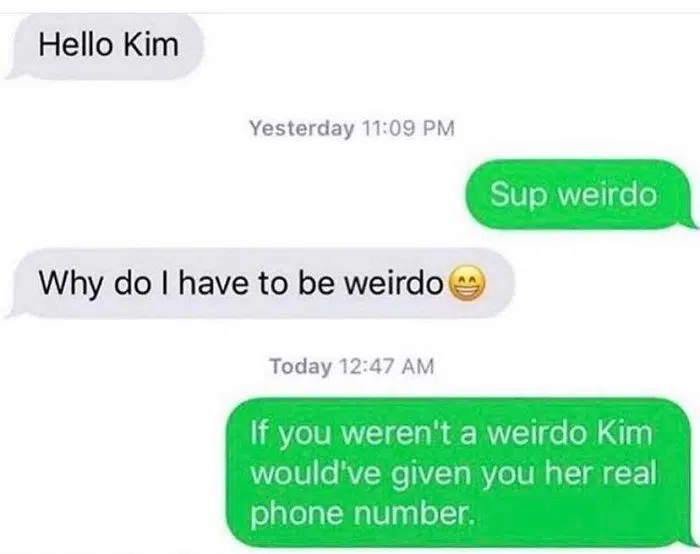 Hello Kim
Yesterday 11:09 PM
Sup weirdo
Why do I have to be weirdo😁
Today 12:47 AM
If you weren't a weirdo Kim
would've given you her real
phone number.